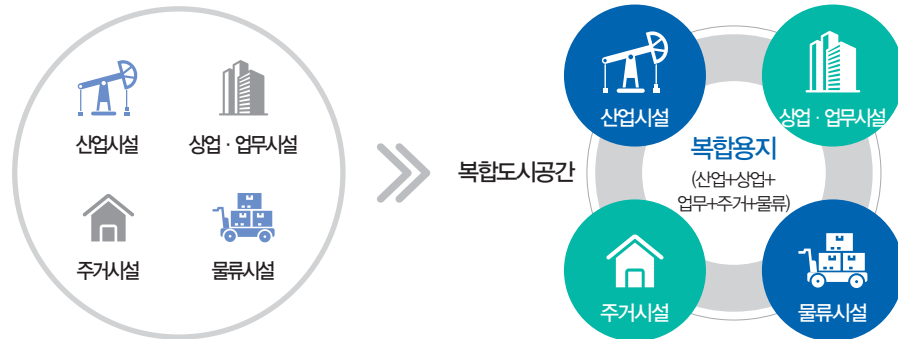 산업시설
상업 · 업무시설
주거시설
물류시설
복합도시공간
산업시설
상업 · 업무시설
복합용지
(산업+상업+
업무+주거+물류)
주거시설
물류시설